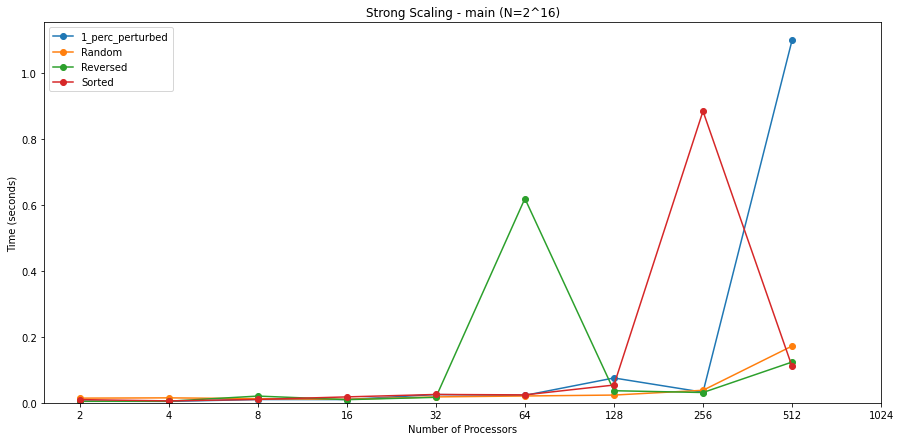 Strong Scaling - main (N=2^16)
1_perc_perturbed
Random
Reversed
Sorted
Time (seconds)
1.0
0.8
0.6
0.4
0.2
0.0
2 4 8 16 32 64 128 256 512 1024
Number of Processors